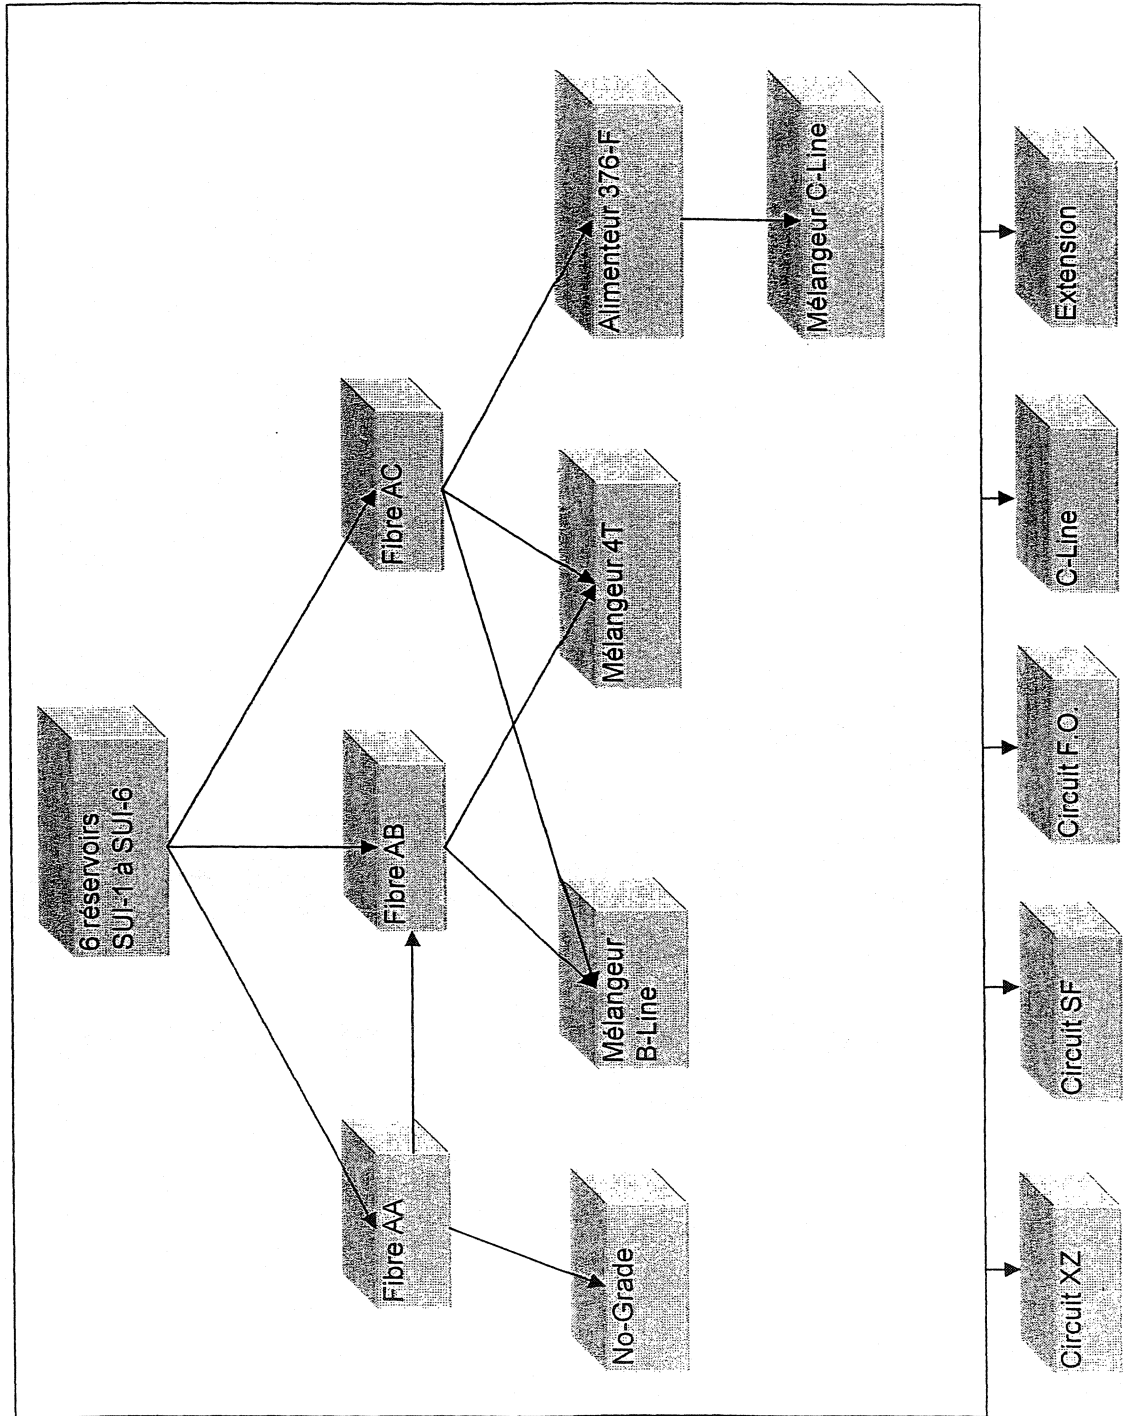 6 réservoirs
SUI-1 à SUI-6
Fibre AA
Fibre AB
Fibre AC
No-Grade
Mélangeur
B-Line
Mélangeur 4T
Alimenteur 376-F
Mélangeur C-Line
Circuit XZ
Circuit SF
Circuit F.O.
C-Line
Extension